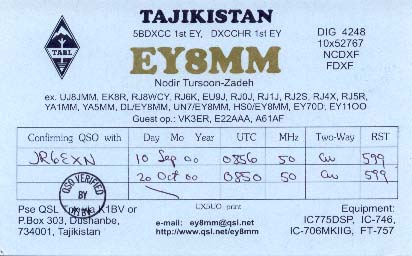 TAJIKISTAN
5BDXCC 1st EY, DXCCHR 1st EY
DIG 4248
10x52767
NCDXF
FDXF
TARL
EY8MM
Nodir Tursoon-Zadeh
ex. UJ8JMM, EK8R, RJ8WCY, RJ6K, EU9J, RJ0J, RJ1J, RJ2S, RJ4X, RJ5R,
YA1MM, YA5MM, DL/EY8MM, UN7/EY8MM, HS0/EY8MM, EY70D, EY11OO
Guest op.: VK3ER, E22AAA, A61AF
Confirming QSO with Day Mo Year UTC MHz Two-Way RST
JR6EXN 10 Sep 00 0856 50 CW 599
20 Oct 00 0850 50 CW 599
QSO VERIFIED
BY
UX5UO print
Pse QSL via K1BV or
P.Box 303, Dushanbe,
734001, Tajikistan
e-mail: ey8mm@qsl.net
http://www.qsl.net/ey8mm
Equipment:
IC775DSP, IC-746,
IC-706MKIIG, FT-757